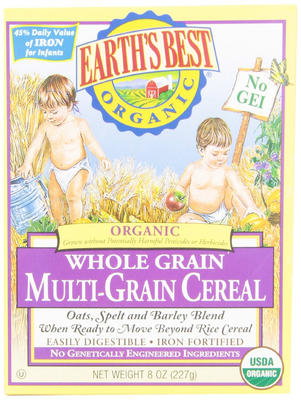 45% Daily Value
of IRON
for Infants
EARTH'S BEST
ORGANIC
No
GEI
ORGANIC
Grown without Potentially Harmful Pesticides or Herbicides
WHOLE GRAIN
MULTI-GRAIN CEREAL
Oats, Spelt and Barley Blend
When Ready to Move Beyond Rice Cereal
EASILY DIGESTIBLE • IRON FORTIFIED
NO GENETICALLY ENGINEERED INGREDIENTS
U
NET WEIGHT 8 OZ (227g)
USDA
ORGANIC